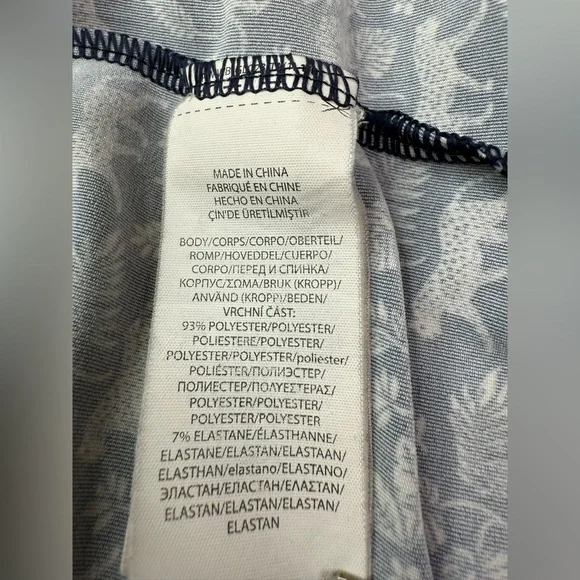 MADE IN CHINA
FABRIQUÉ EN CHINE
HECHO EN CHINA
ÇİN'DE ÜRETİLMİŞTİR
BODY/CORPS/CORPO/OBERTEIL/
ROMP/HOVEDDEL/CUERPO/
CORPO/ПЕРЕД И СПИНКА/
КОРПУС/ΣΩΜΑ/BRUK (KROPP)/
ANVÄND (KROPP)/BEDEN/
VRCHNÍ ČÁST:
93% POLYESTER/POLYESTER/
POLIESTERE/POLYESTER/
POLYESTER/POLYESTER/poliester/
POLIÉSTER/ПОЛИЭСТЕР/
ПОЛИЕСТЕР/ΠΟΛΥΕΣΤΕΡΑΣ/
POLYESTER/POLYESTER/
POLYESTER/POLYESTER
7% ELASTANE/ÉLASTHANNE/
ELASTANE/ELASTAN/ELASTAAN/
ELASTHAN/elastano/ELASTANO/
ЭЛАСТАН/ЕЛАСТАН/ΕΛΑΣΤΑΝ/
ELASTAN/ELASTAN/ELASTAN/
ELASTAN